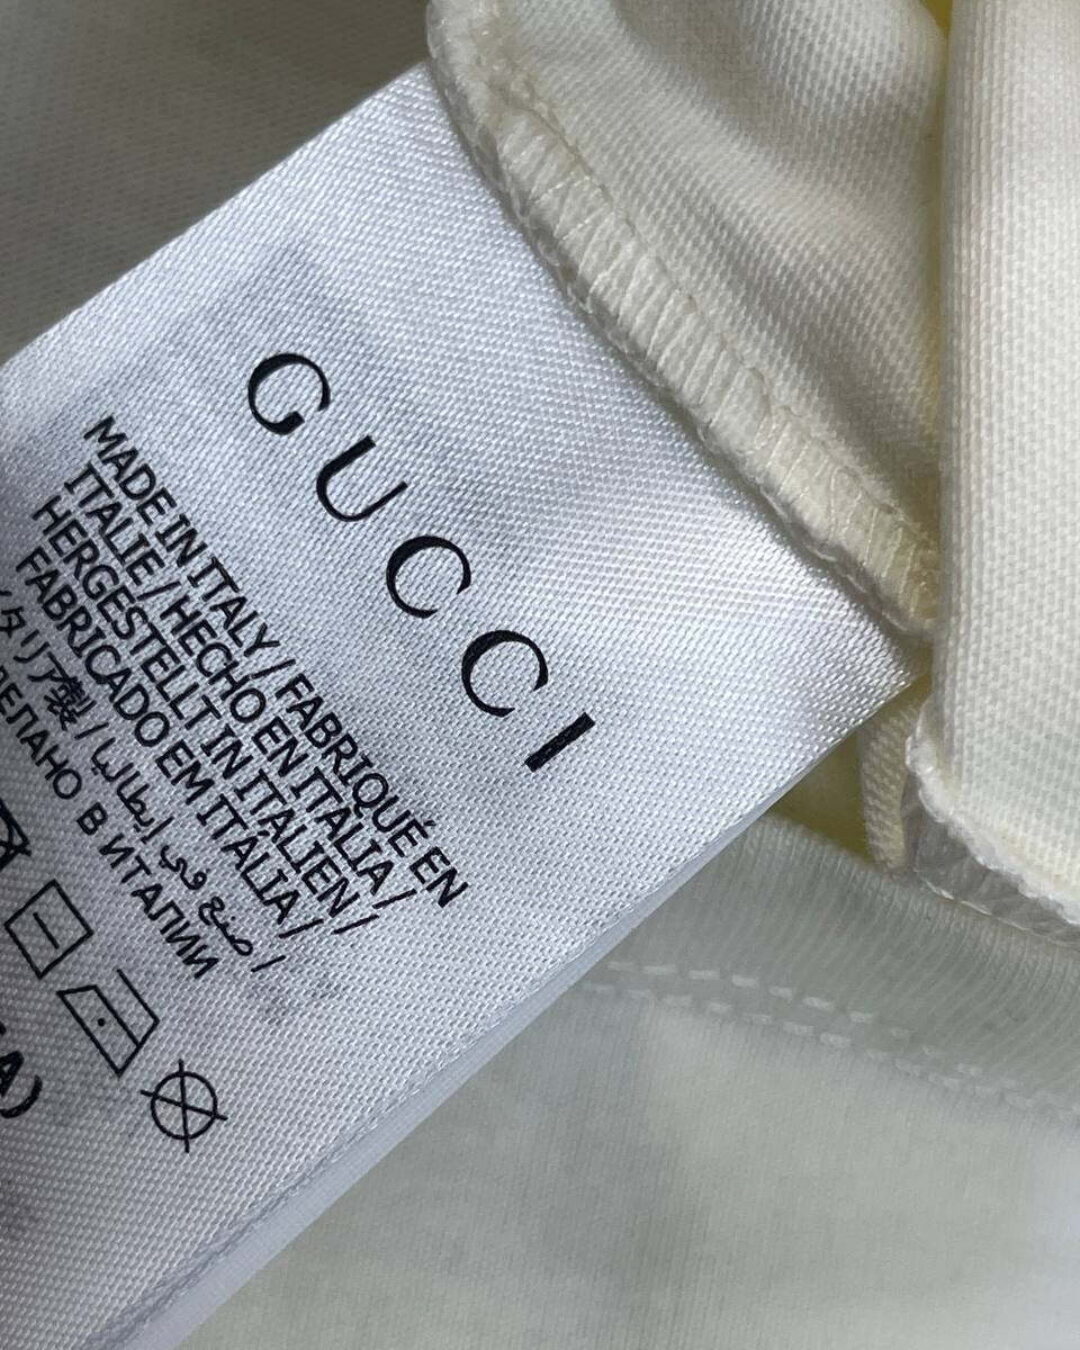 GUCCI
MADE IN ITALY / FABRIQUÉ EN
ITALIE / HECHO EN ITALIA /
HERGESTELLT IN ITALIEN /
FABRICADO EM ITÁLIA /
イタリア製 / صنع في إيطاليا /
СДЕЛАНО В ИТАЛИИ
A)